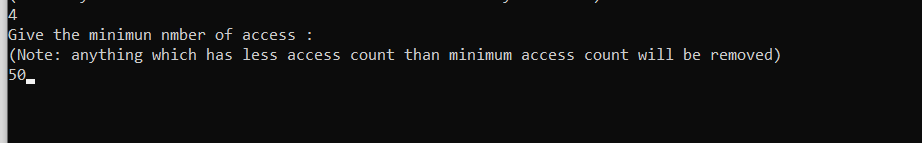 4
Give the minimun nmber of access :
(Note: anything which has less access count than minimum access count will be removed)
50